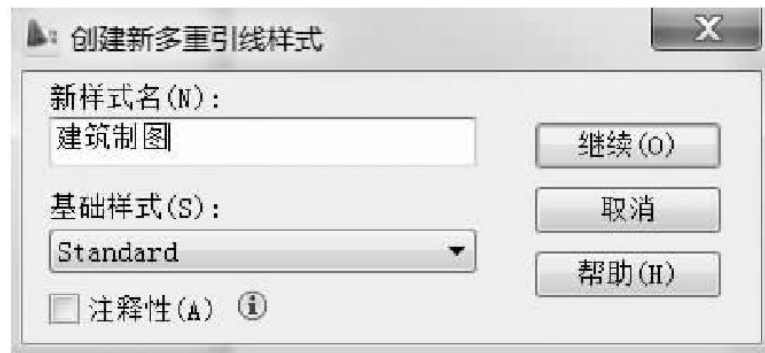 创建新多重引线样式
新样式名(N):
建筑制图
继续(O)
基础样式(S):
取消
Standard
帮助(H)
注释性(A)